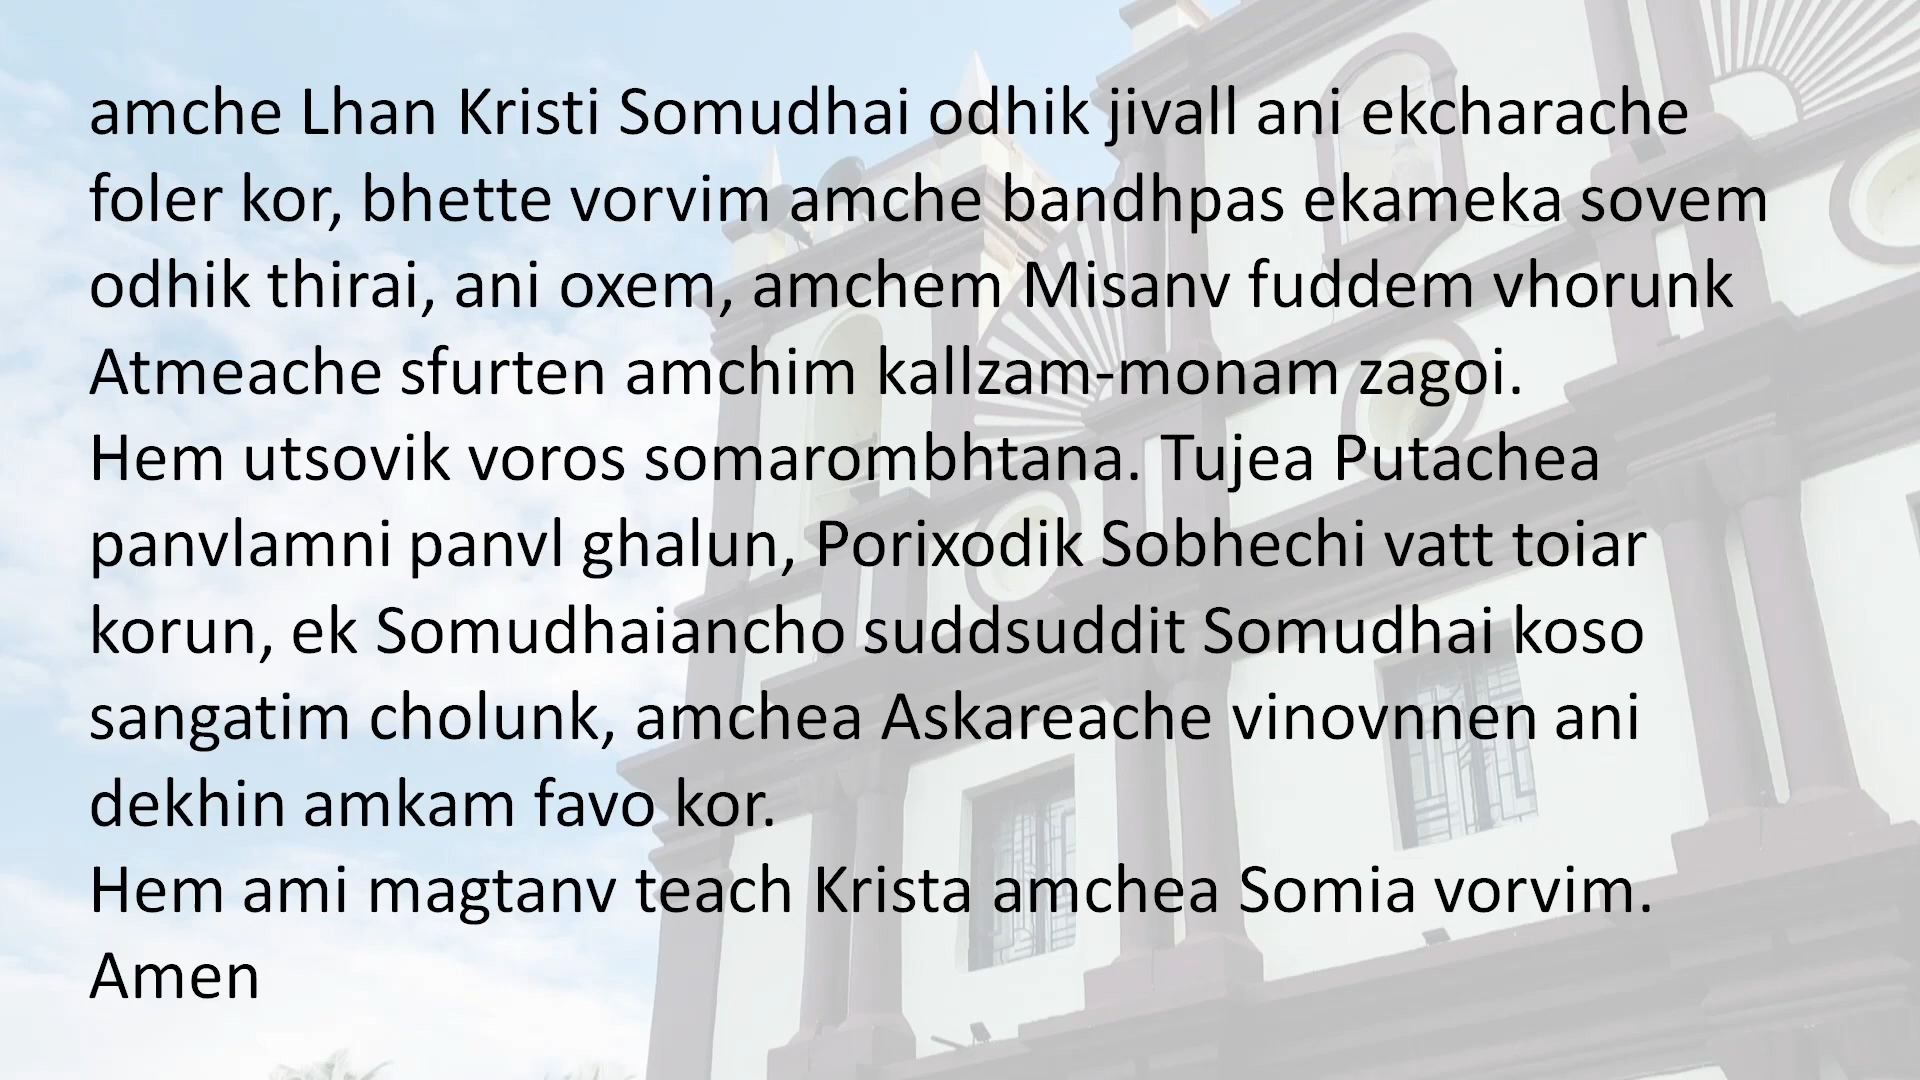 amche Lhan Kristi Somudhai odhik jivall ani ekcharache
foler kor, bhette vorvim amche bandhpas ekameka sovem
odhik thirai, ani oxem, amchem Misanv fuddem vhorunk
Atmeache sfurten amchim kallzam-monam zagoi.
Hem utsovik voros somarombhtana. Tujea Putachea
panvlamni panvl ghalun, Porixodik Sobhechi vatt toiar
korun, ek Somudhaiancho suddsuddit Somudhai koso
sangatim cholunk, amchea Askareache vinovnnen ani
dekhin amkam favo kor.
Hem ami magtanv teach Krista amchea Somia vorvim.
Amen